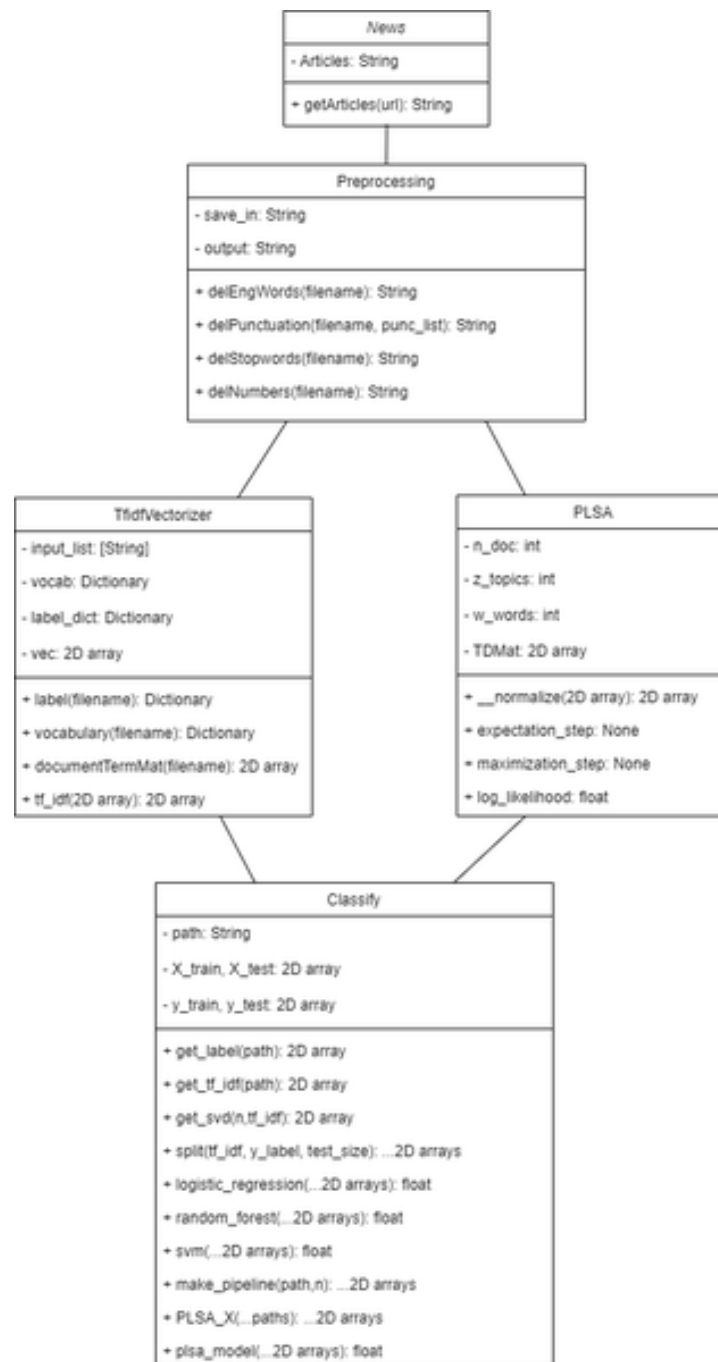 News
- Articles: String
+ getArticles(url): String
Preprocessing
- save_in: String
- output: String
+ delEngWords(filename): String
+ delPunctuation(filename, punc_list): String
+ delStopwords(filename): String
+ delNumbers(filename): String
TfidfVectorizer
- input_list: [String]
- vocab: Dictionary
- label_dict: Dictionary
- vec: 2D array
+ label(filename): Dictionary
+ vocabulary(filename): Dictionary
+ documentTermMat(filename): 2D array
+ tf_idf(2D array): 2D array
PLSA
- n_doc: int
- z_topics: int
- w_words: int
- TDMat: 2D array
+ __normalize(2D array): 2D array
+ expectation_step: None
+ maximization_step: None
+ log_likelihood: float
Classify
- path: String
- X_train, X_test: 2D array
- y_train, y_test: 2D array
+ get_label(path): 2D array
+ get_tf_idf(path): 2D array
+ get_svd(n,tf_idf): 2D array
+ split(tf_idf, y_label, test_size): ...2D arrays
+ logistic_regression(...2D arrays): float
+ random_forest(...2D arrays): float
+ svm(...2D arrays): float
+ make_pipeline(path,n): ...2D arrays
+ PLSA_X(...paths): ...2D arrays
+ plsa_model(...2D arrays): float